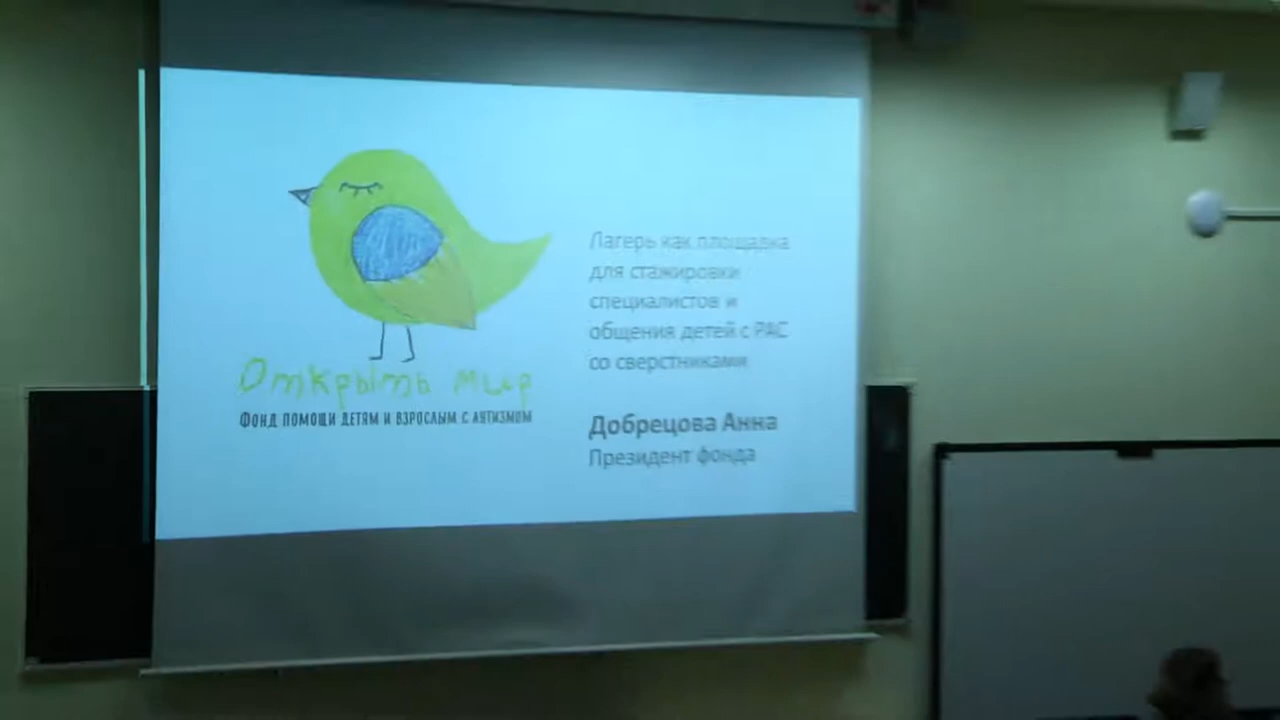 Открыть мир
Фонд помощи детям и взрослым с аутизмом
Лагерь как площадка
для стажировки
специалистов и
общения детей с РАС
со сверстниками
Добрецова Анна
Президент фонда